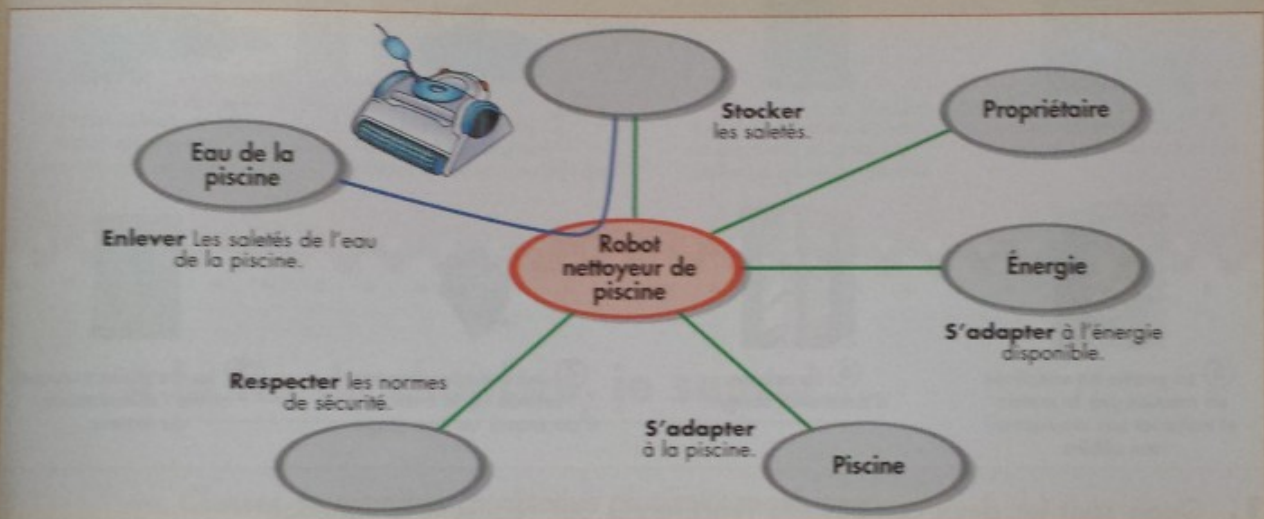 Stocker
les saletés.
Propriétaire
Eau de la
piscine
Enlever Les saletés de l'eau
de la piscine.
Robot
nettoyeur de
piscine
Énergie
S'adapter à l'énergie
disponible.
Respecter les normes
de sécurité.
S'adapter
à la piscine.
Piscine